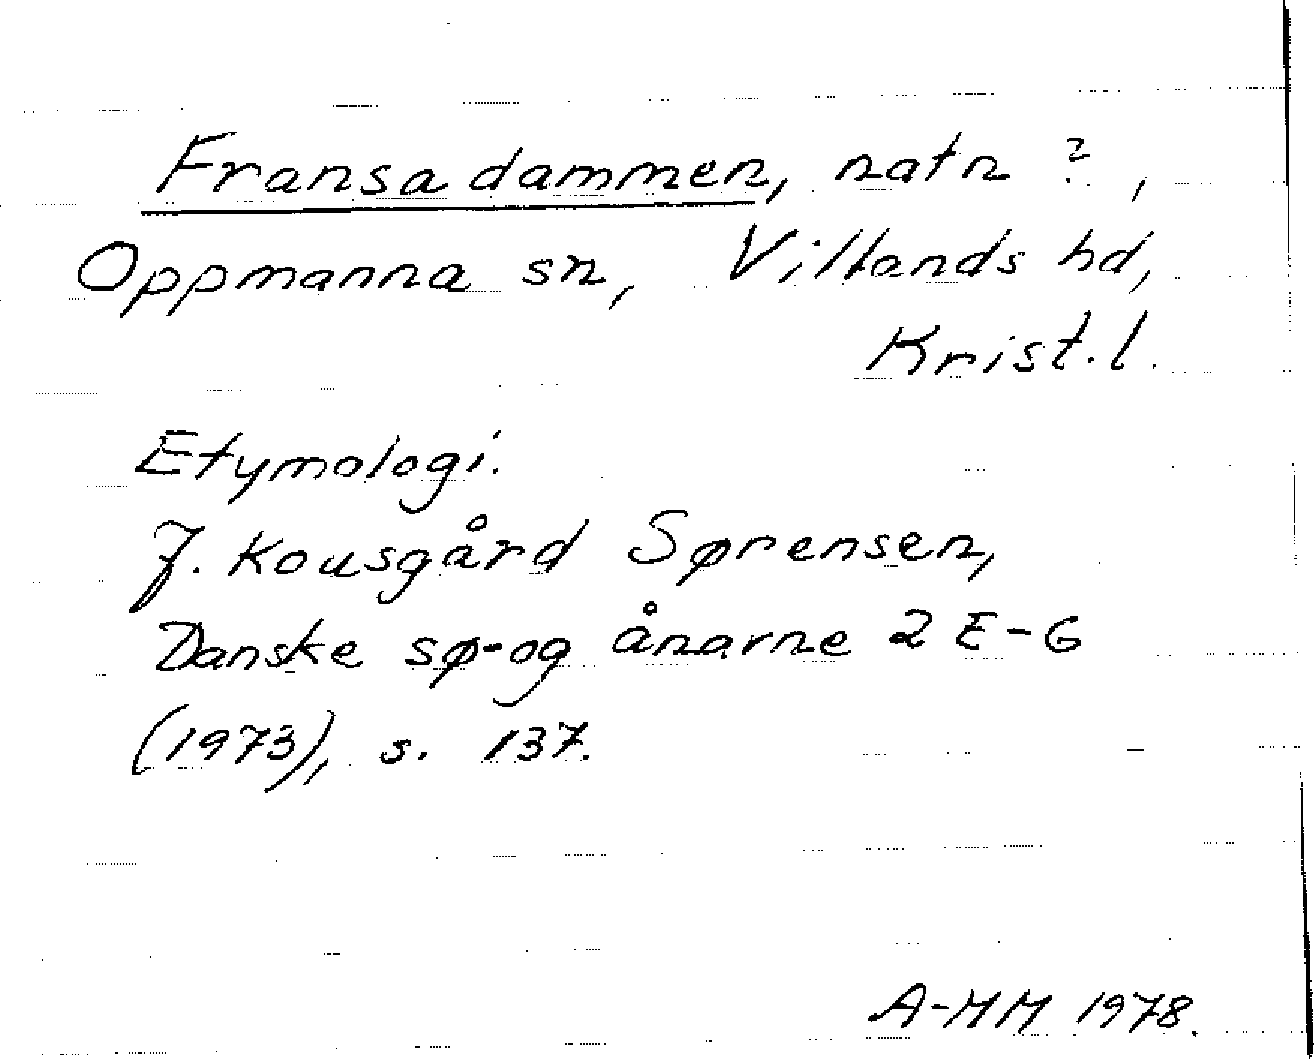 Fransadammen, natn ?,
Oppmanna sn, Villands hd,
Krist.l.
Etymologi.
J. Kousgård Sørensen,
Danske sø- og ånavne 2 E-G
(1973), s. 137.
A-MM 1978.